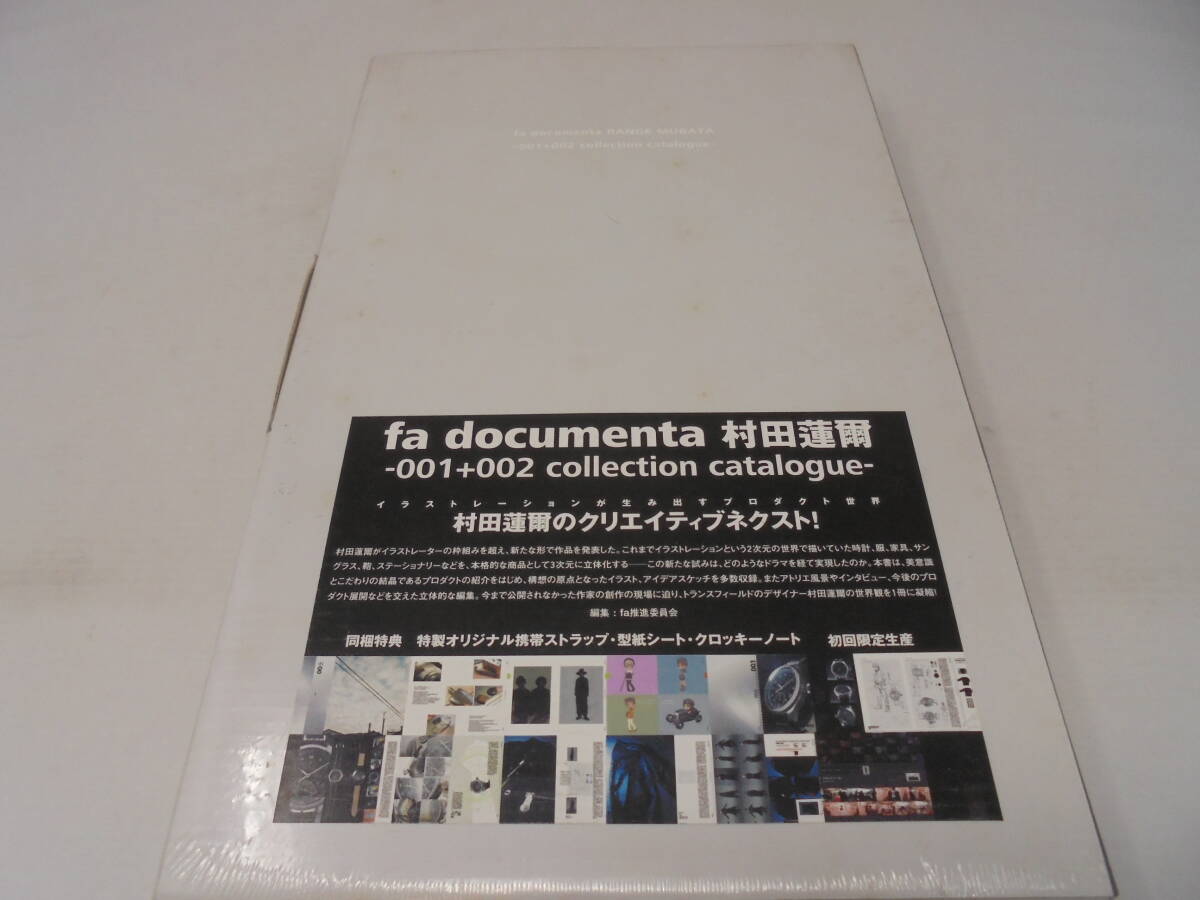 fa documenta RANGE MURATA
-001+002 collection catalogue-
fa documenta 村田蓮爾
-001+002 collection catalogue-
イラストレーションが生み出すプロダクト世界
村田蓮爾のクリエイティブネクスト!
村田蓮爾がイラストレーターの枠組みを超え、新たな形で作品を発表した。これまでイラストレーションという2次元の世界で描いていた時計、服、家具、サン
グラス、鞄、ステーショナリーなどを、本格的な商品として3次元に立体化する——この新たな試みは、どのようなドラマを経て実現したのか。本書は、美意識
とこだわりの結晶であるプロダクトの紹介をはじめ、構想の原点となったイラスト、アイデアスケッチを多数収録。またアトリエ風景やインタビュー、今後のプロ
ダクト展開などを交えた立体的な編集。今まで公開されなかった作家の創作の現場に迫り、トランスフィールドのデザイナー村田蓮爾の世界観を1冊に凝縮!
編集:fa推進委員会
同梱特典 特製オリジナル携帯ストラップ・型紙シート・クロッキーノート 初回限定生産
001